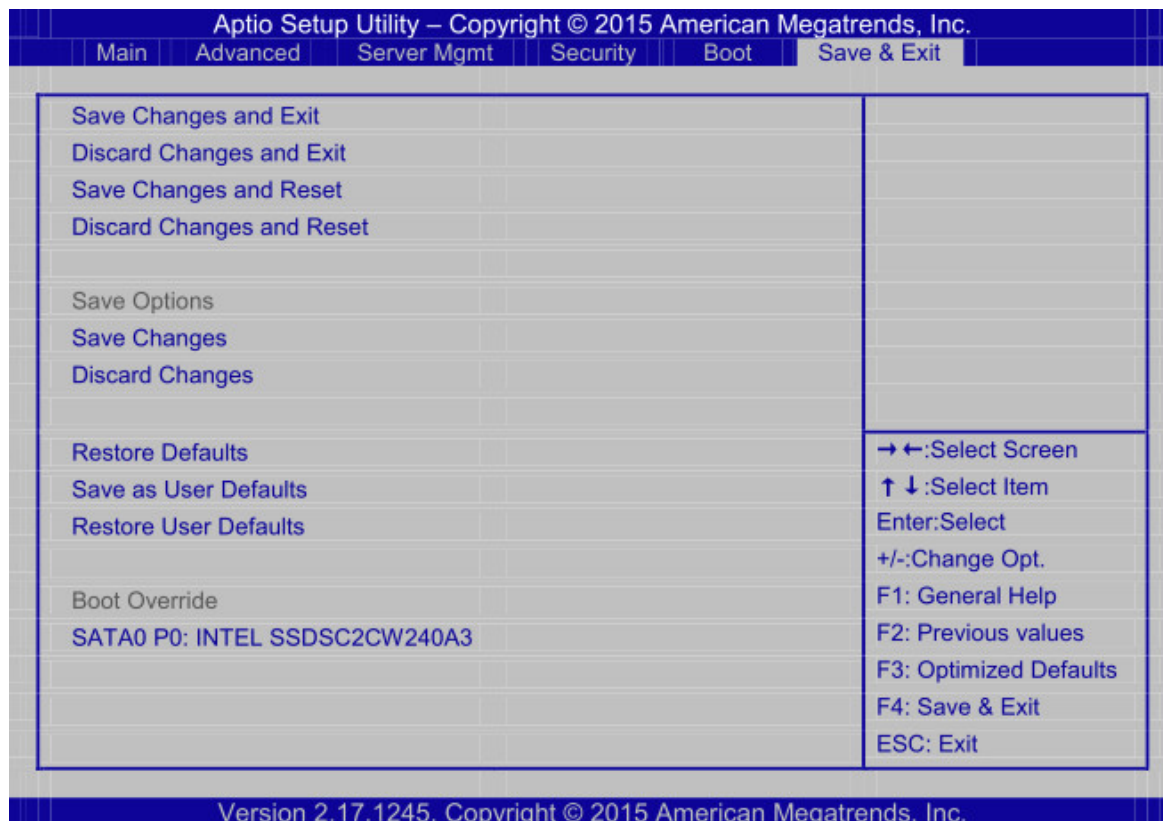 Aptio Setup Utility – Copyright © 2015 American Megatrends, Inc.
Main Advanced Server Mgmt Security Boot Save & Exit
Save Changes and Exit
Discard Changes and Exit
Save Changes and Reset
Discard Changes and Reset
Save Options
Save Changes
Discard Changes
Restore Defaults
Save as User Defaults
Restore User Defaults
Boot Override
SATA0 P0: INTEL SSDSC2CW240A3
→←:Select Screen
↑↓:Select Item
Enter:Select
+/-:Change Opt.
F1: General Help
F2: Previous values
F3: Optimized Defaults
F4: Save & Exit
ESC: Exit
Version 2.17.1245. Copyright © 2015 American Megatrends, Inc.